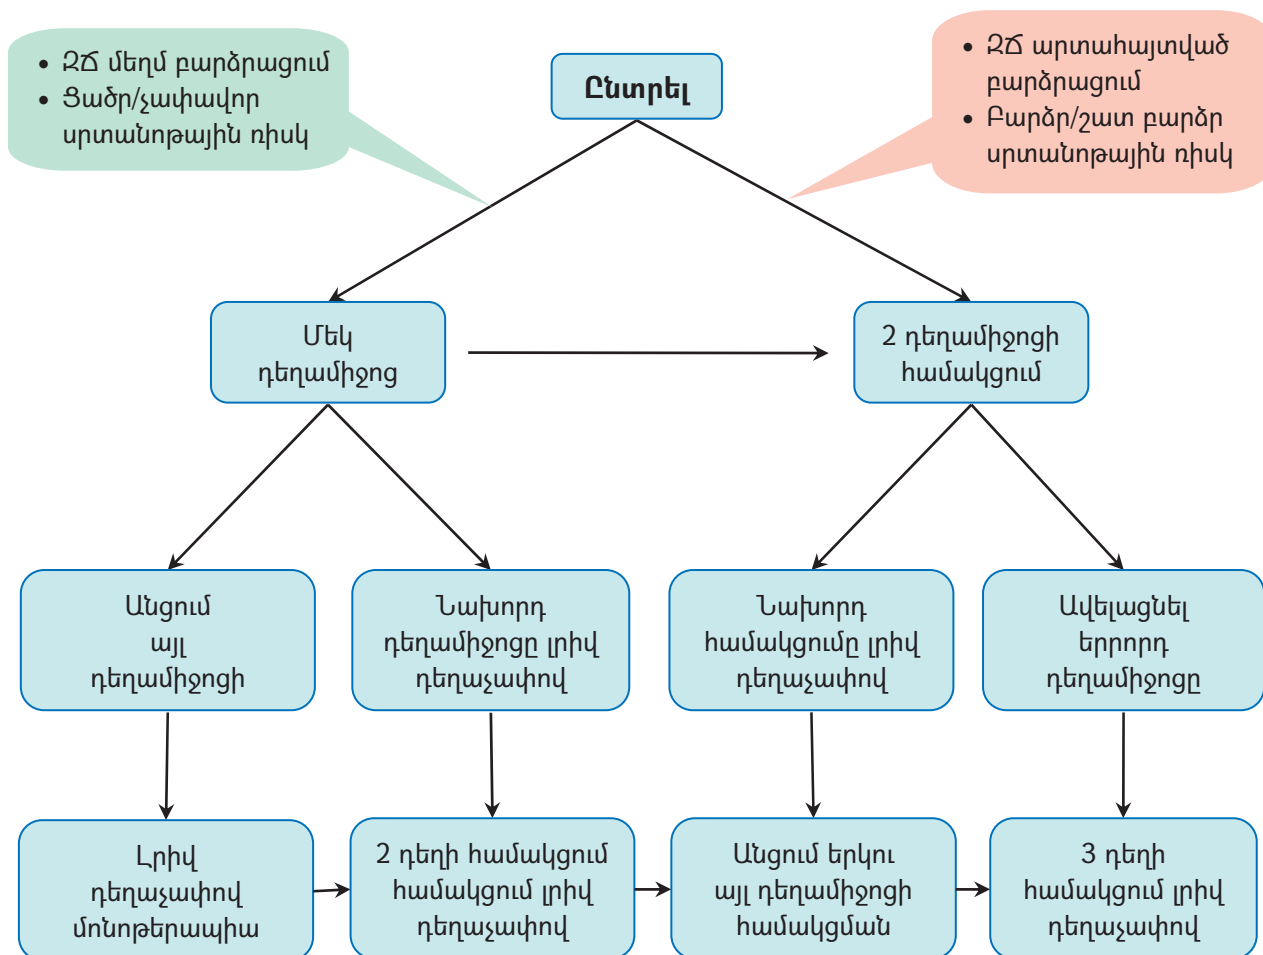 • ԶՃ մեղմ բարձրացում
• Ցածր/չափավոր
սրտանոթային ռիսկ
Ընտրել
• ԶՃ արտահայտված
բարձրացում
• Բարձր/շատ բարձր
սրտանոթային ռիսկ
Մեկ
դեղամիջոց
2 դեղամիջոցի
համակցում
Անցում
այլ
դեղամիջոցի
Նախորդ
դեղամիջոցը լրիվ
դեղաչափով
Նախորդ
համակցումը լրիվ
դեղաչափով
Ավելացնել
երրորդ
դեղամիջոցը
Լրիվ
դեղաչափով
մոնոթերապիա
2 դեղի համակցում
համակցում լրիվ
դեղաչափով
Անցում երկու
այլ դեղամիջոցի
համակցման
3 դեղի
համակցում լրիվ
դեղաչափով